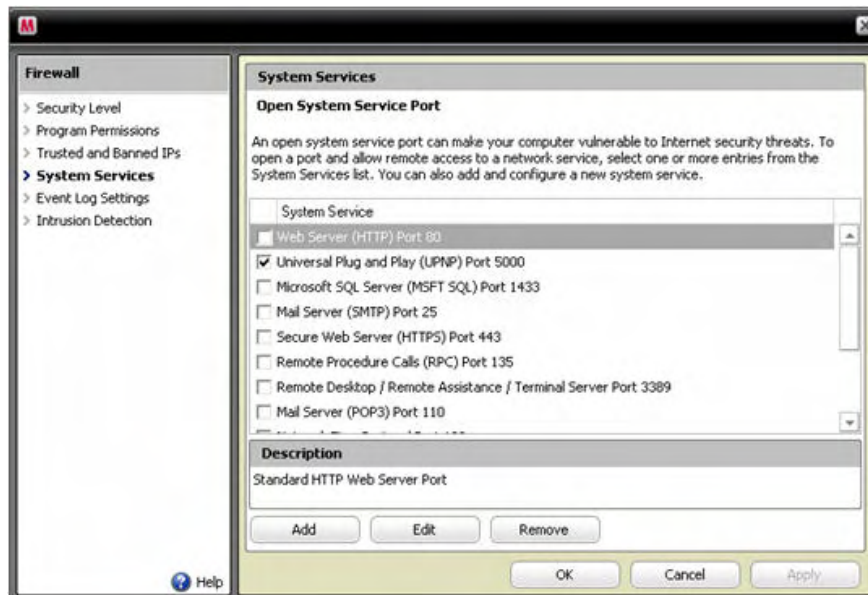 M
Firewall
> Security Level
> Program Permissions
> Trusted and Banned IPs
> System Services
> Event Log Settings
> Intrusion Detection
Help
System Services
Open System Service Port
An open system service port can make your computer vulnerable to Internet security threats. To
open a port and allow remote access to a network service, select one or more entries from the
System Services list. You can also add and configure a new system service.
System Service
Web Server (HTTP) Port 80
Universal Plug and Play (UPNP) Port 5000
Microsoft SQL Server (MSFT SQL) Port 1433
Mail Server (SMTP) Port 25
Secure Web Server (HTTPS) Port 443
Remote Procedure Calls (RPC) Port 135
Remote Desktop / Remote Assistance / Terminal Server Port 3389
Mail Server (POP3) Port 110
Description
Standard HTTP Web Server Port
Add
Edit
Remove
OK
Cancel
Apply